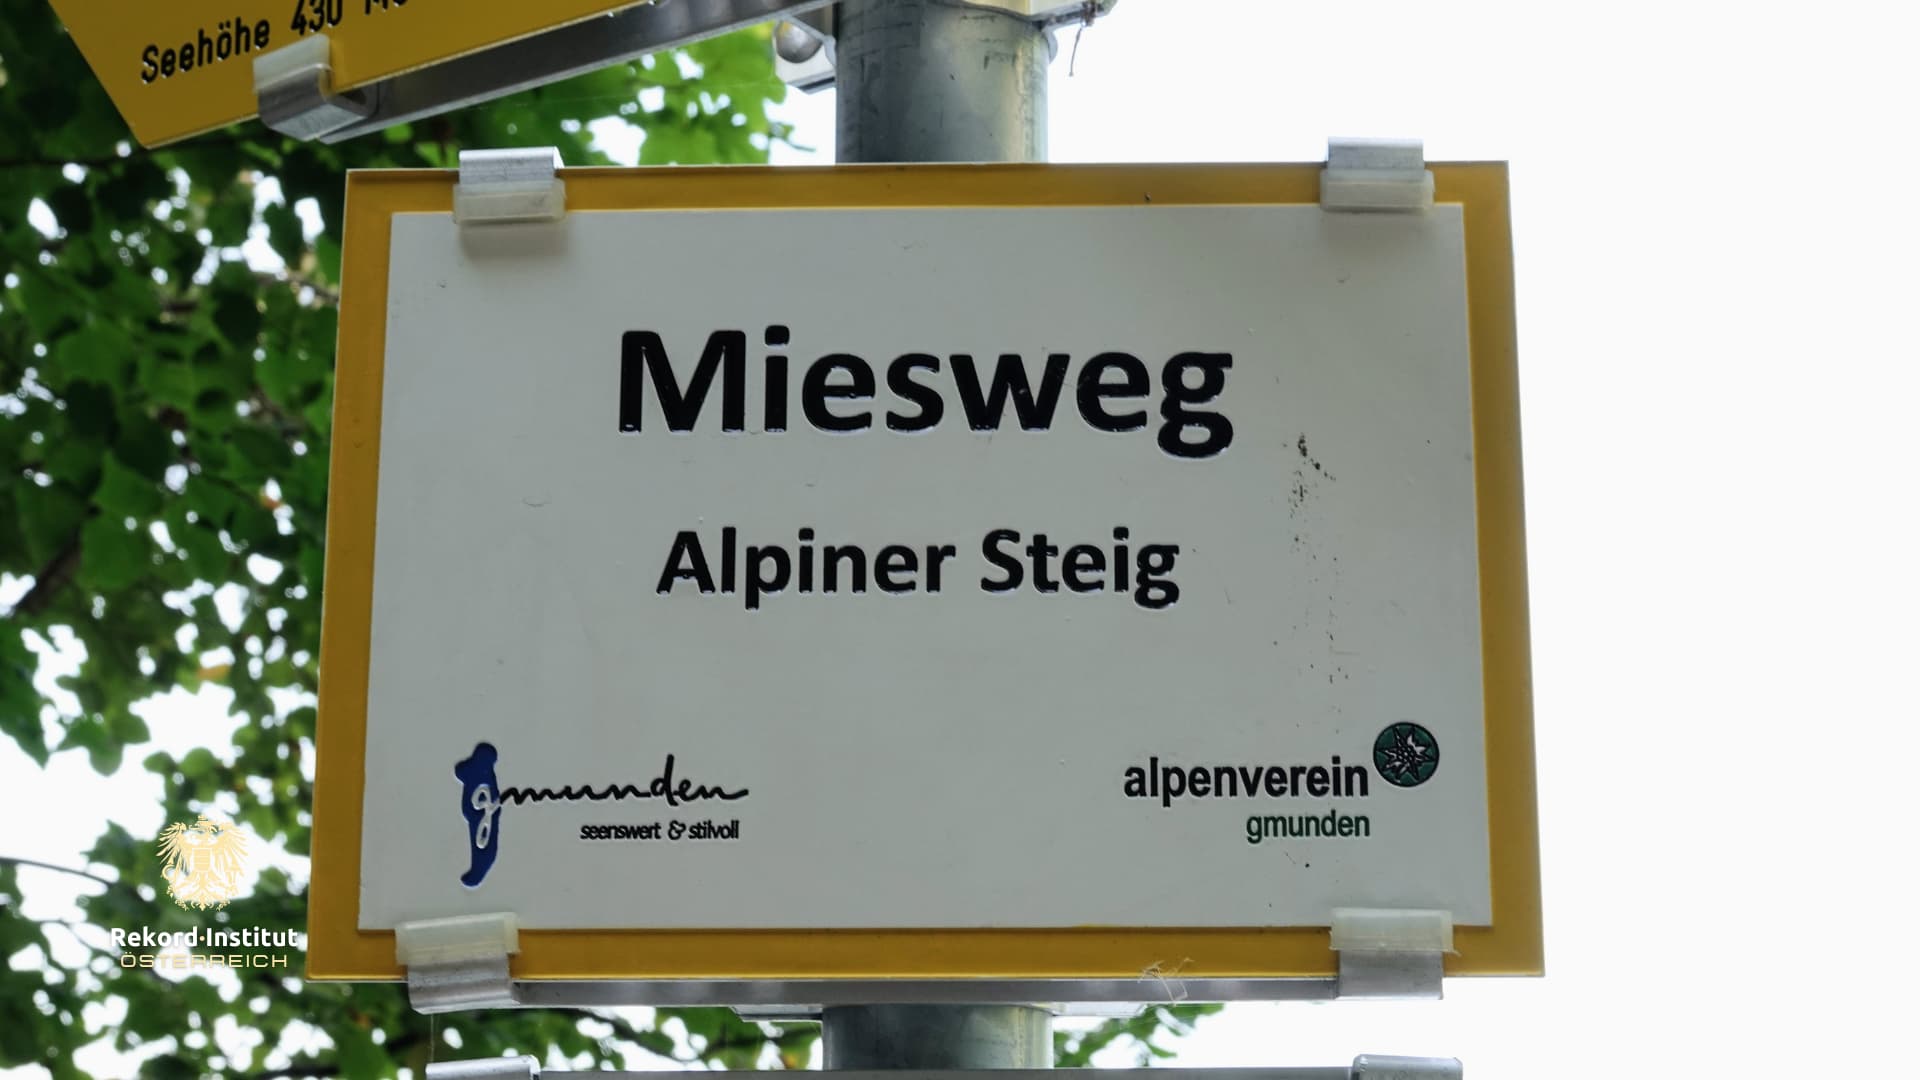 Seehöhe 430
Miesweg
Alpiner Steig
gmunden
seenswert & stilvoll
alpenverein
gmunden
Rekord·Institut
ÖSTERREICH